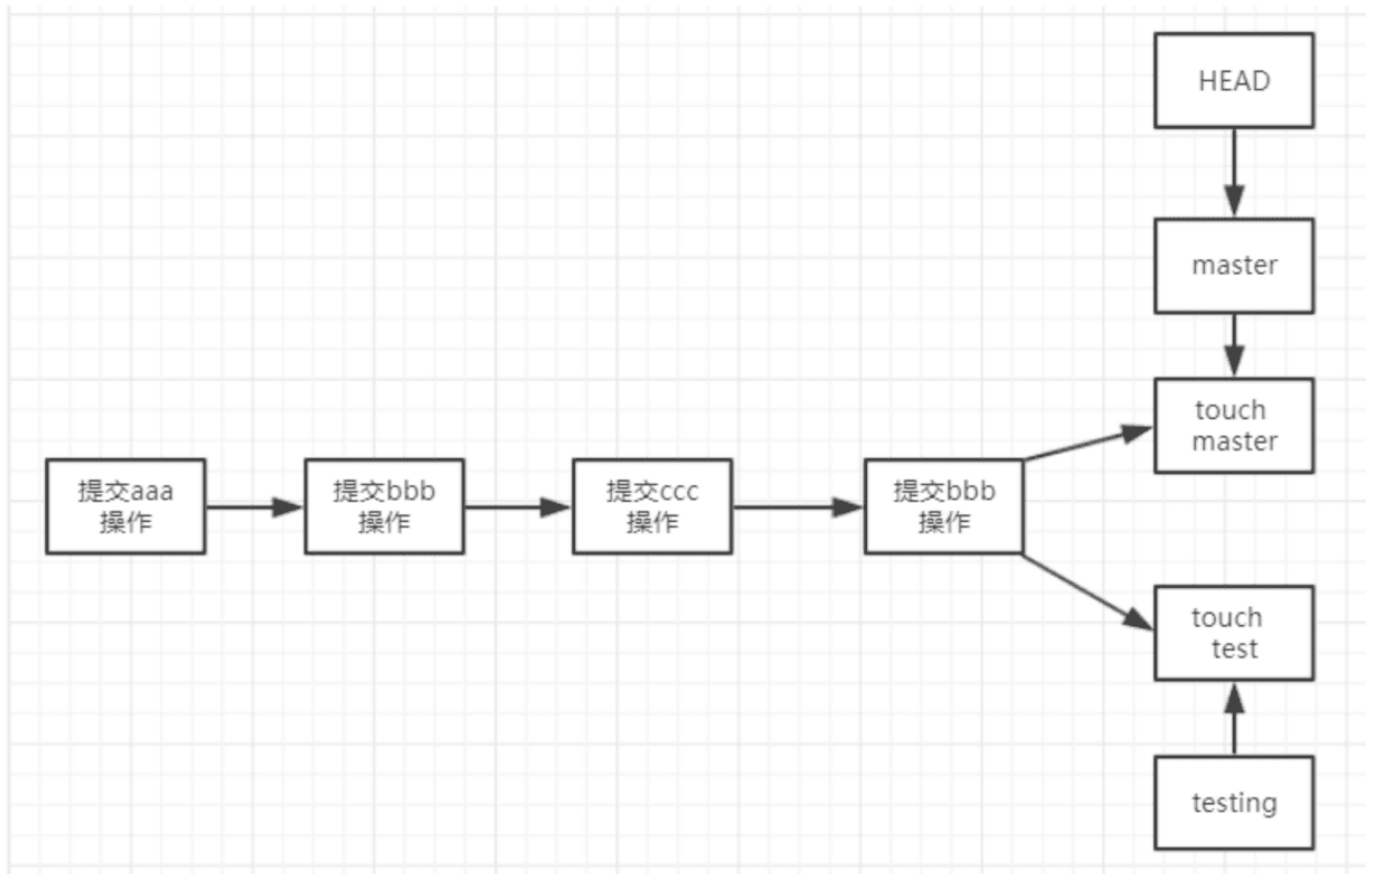 HEAD
master
touch
master
提交aaa
操作
提交bbb
操作
提交ccc
操作
提交bbb
操作
touch
test
testing